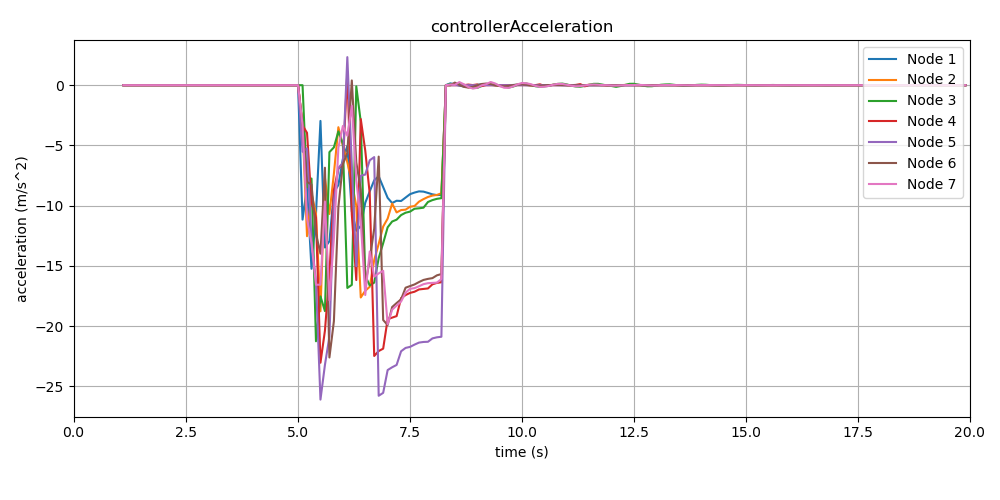 controllerAcceleration
acceleration (m/s^2)
0
−5
−10
−15
−20
−25
0.0 2.5 5.0 7.5 10.0 12.5 15.0 17.5 20.0
time (s)
Node 1
Node 2
Node 3
Node 4
Node 5
Node 6
Node 7